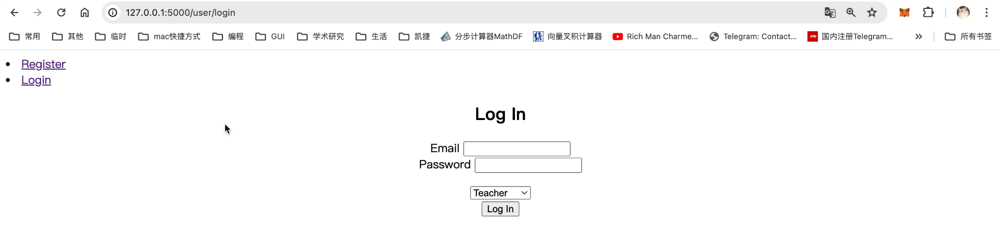 127.0.0.1:5000/user/login
常用 其他 临时 mac快捷方式 编程 GUI 学术研究 生活 凯捷 分步计算器MathDF 向量叉积计算器 Rich Man Charme... Telegram: Contact... 国内注册Telegram... » 所有书签
Register
Login
Log In
Email
Password
Teacher
Log In